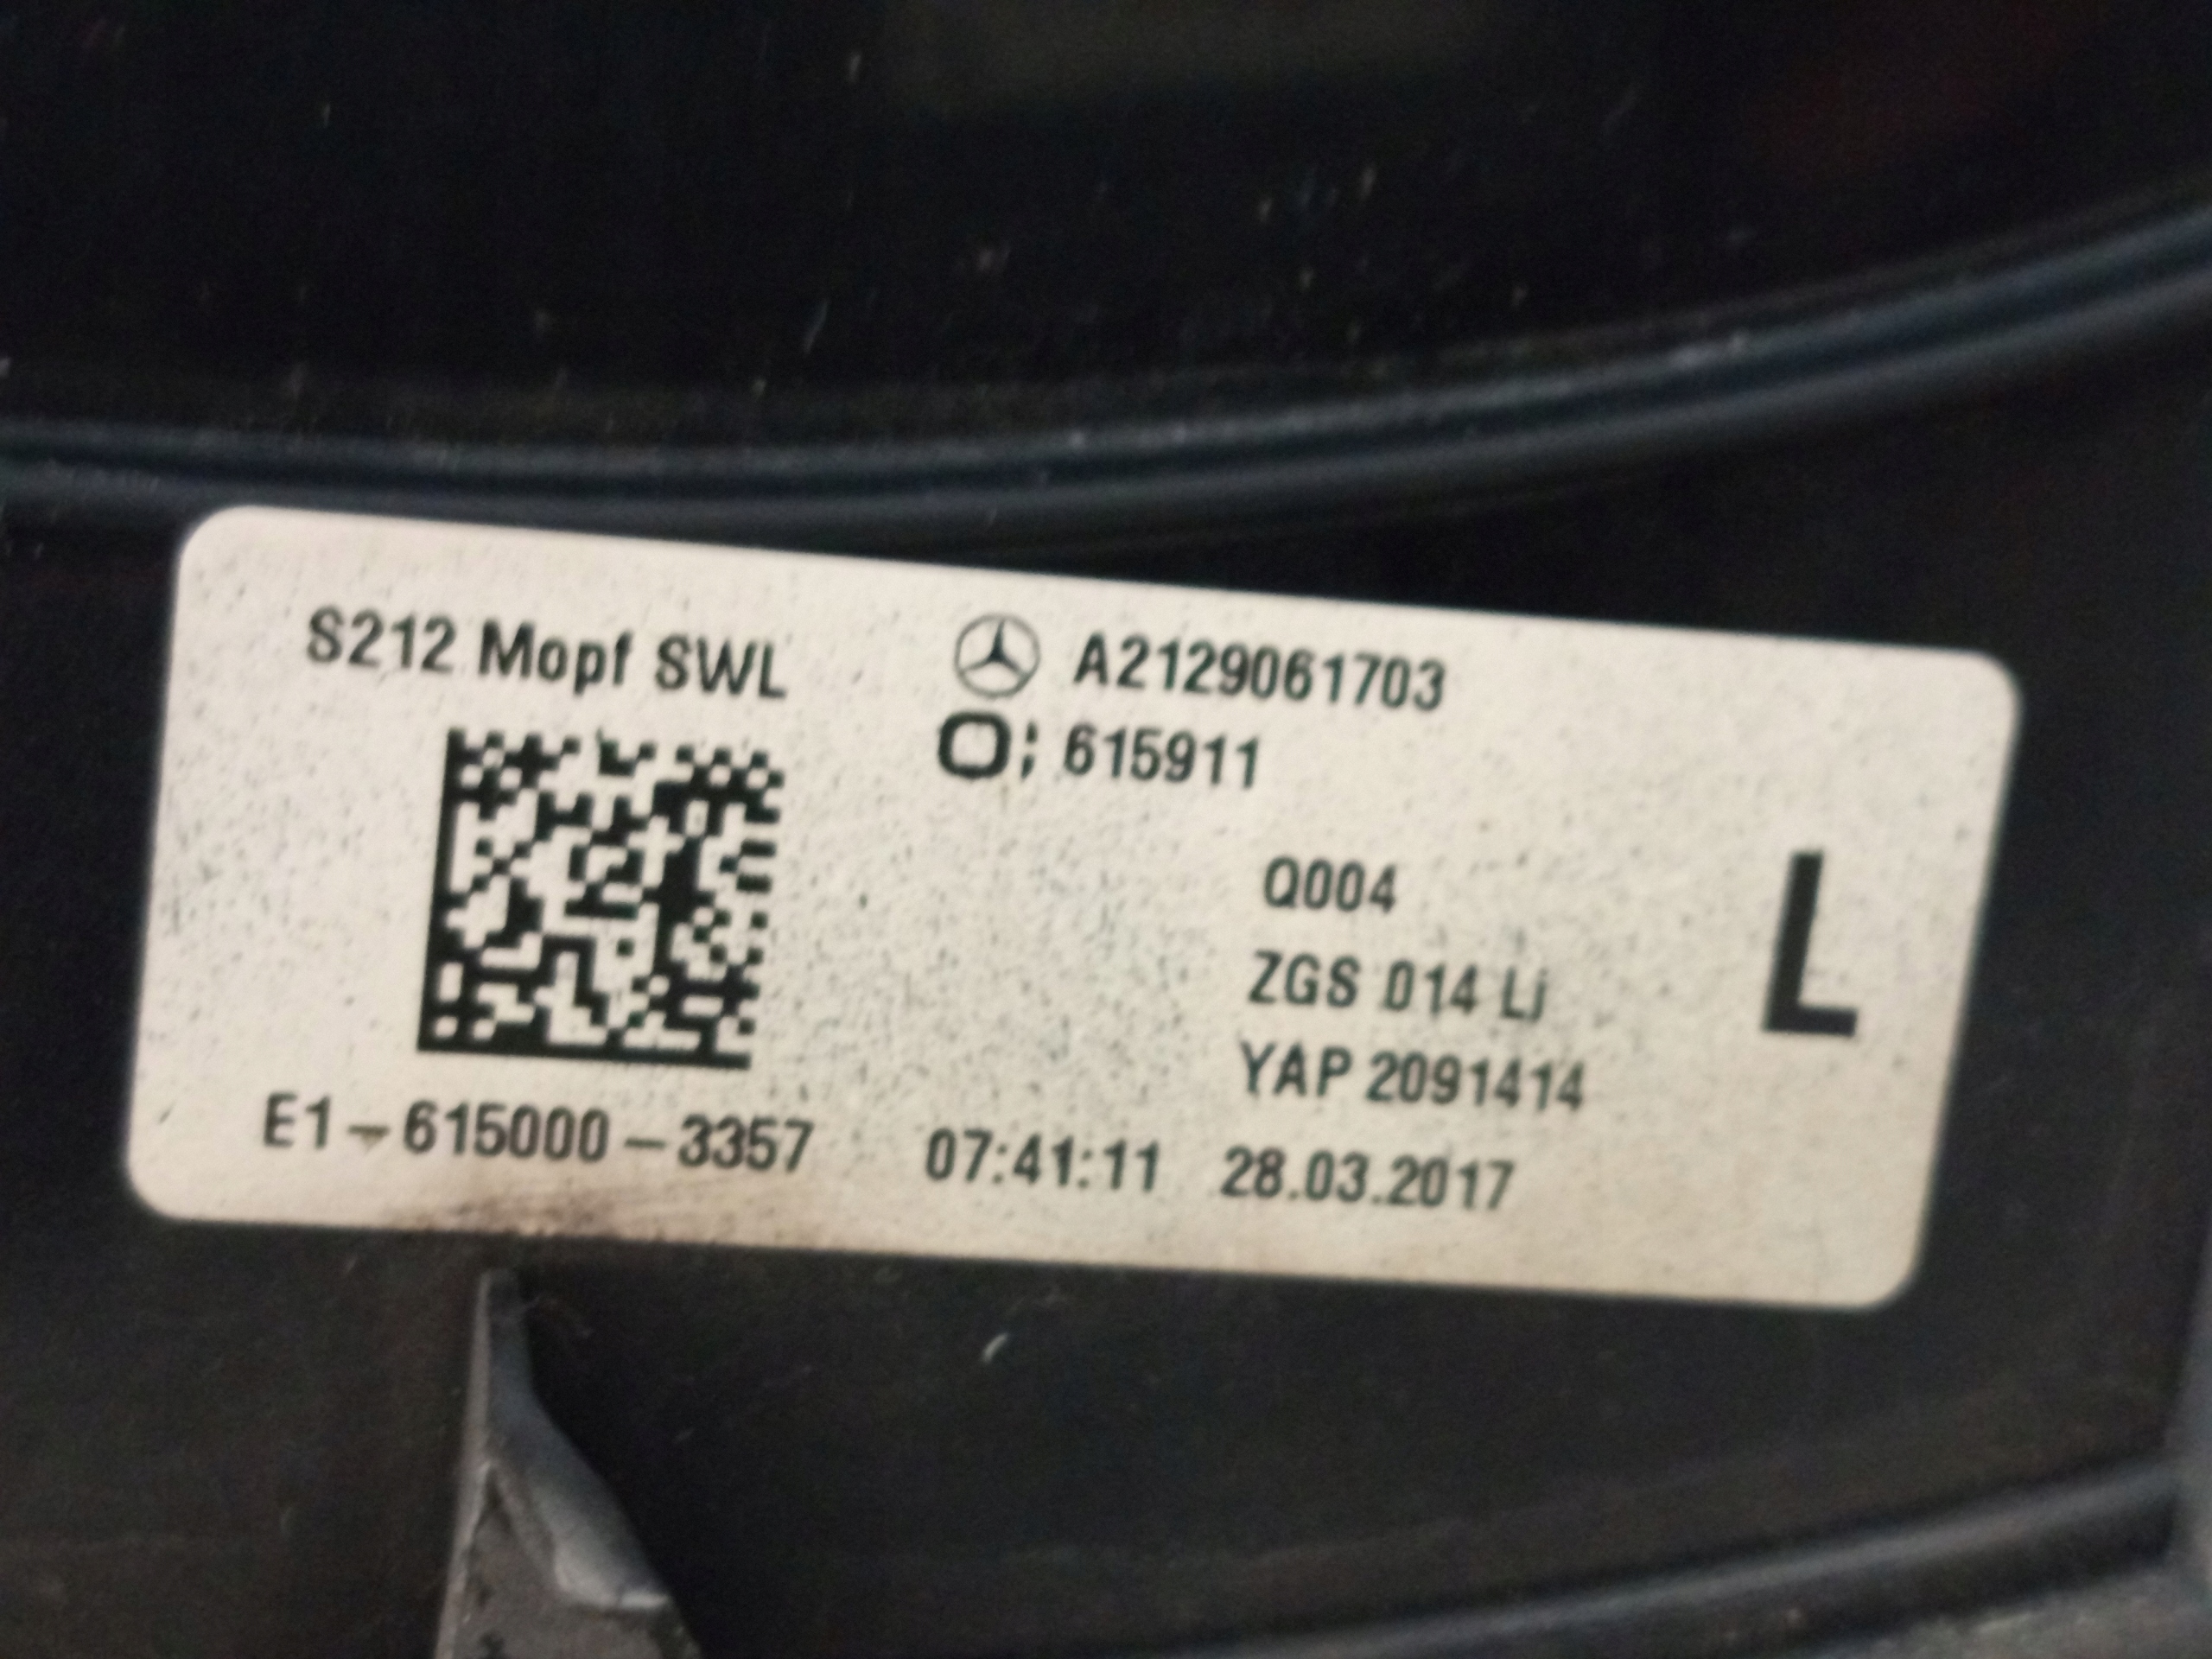 S212 Mopf SWL
A2129061703
O; 615911
Q004
ZGS 014 Li
L
YAP 2091414
E1-615000-3357 07:41:11 28.03.2017